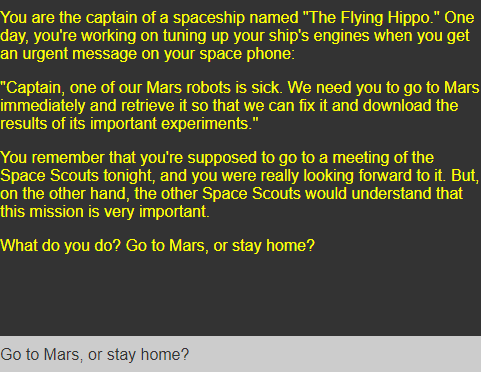 You are the captain of a spaceship named "The Flying Hippo." One
day, you're working on tuning up your ship's engines when you get
an urgent message on your space phone:
"Captain, one of our Mars robots is sick. We need you to go to Mars
immediately and retrieve it so that we can fix it and download the
results of its important experiments."
You remember that you're supposed to go to a meeting of the
Space Scouts tonight, and you were really looking forward to it. But,
on the other hand, the other Space Scouts would understand that
this mission is very important.
What do you do? Go to Mars, or stay home?
Go to Mars, or stay home?